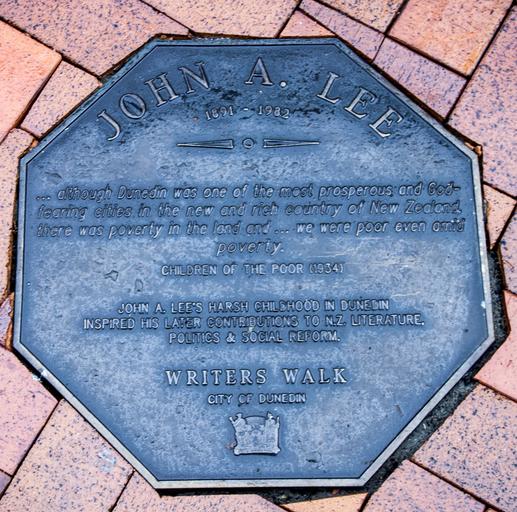 JOHN A. LEE
1891 - 1982
... although Dunedin was one of the most prosperous and God-
fearing cities in the new and rich country of New Zealand,
there was poverty in the land and ... we were poor even amid
poverty.
CHILDREN OF THE POOR (1934)
JOHN A. LEE'S HARSH CHILDHOOD IN DUNEDIN
INSPIRED HIS LATER CONTRIBUTIONS TO N.Z. LITERATURE,
POLITICS & SOCIAL REFORM.
WRITERS WALK
CITY OF DUNEDIN